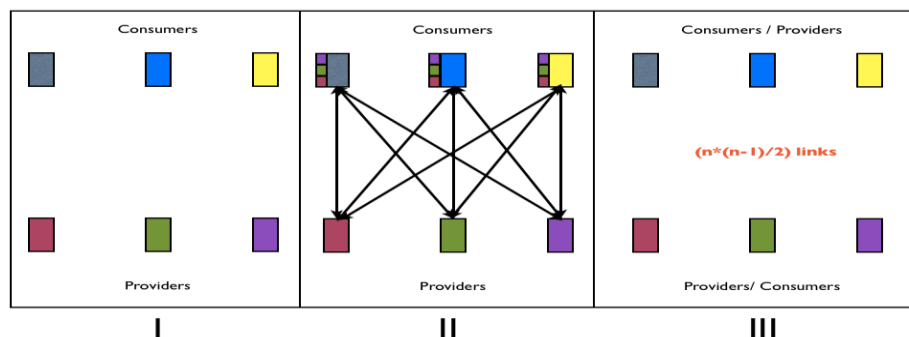 Consumers
Consumers
Consumers / Providers
(n*(n-1)/2) links
Providers
Providers
Providers/ Consumers
I
II
III